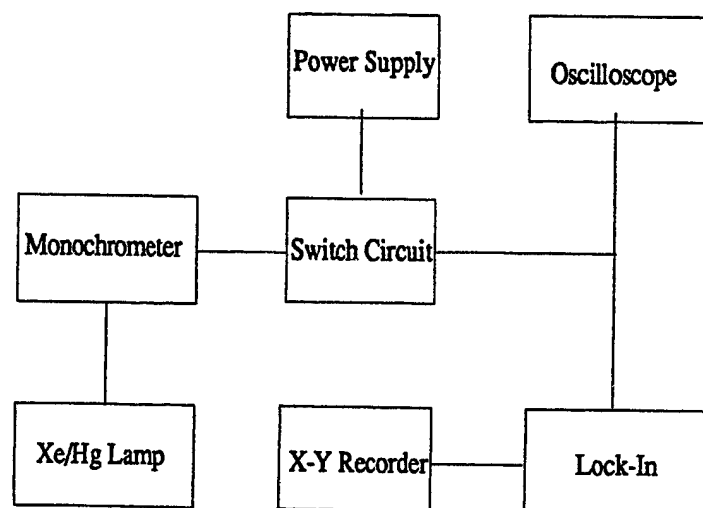 Power Supply
Oscilloscope
Monochrometer
Switch Circuit
Xe/Hg Lamp
X-Y Recorder
Lock-In